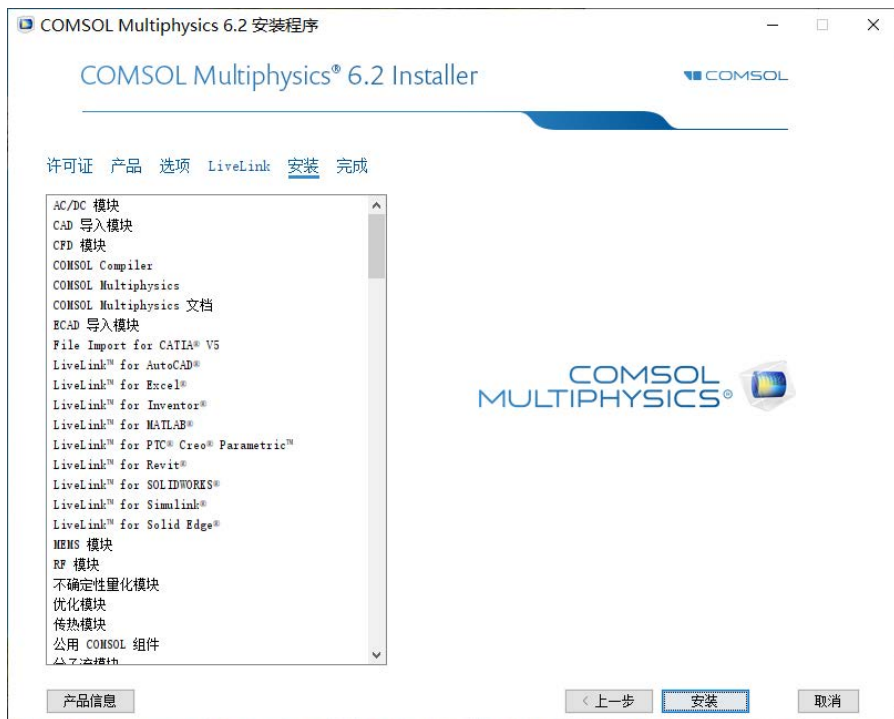 COMSOL Multiphysics 6.2 安装程序
COMSOL Multiphysics® 6.2 Installer
COMSOL
许可证 产品 选项 LiveLink 安装 完成
AC/DC 模块
CAD 导入模块
CFD 模块
COMSOL Compiler
COMSOL Multiphysics
COMSOL Multiphysics 文档
ECAD 导入模块
File Import for CATIA® V5
LiveLink™ for AutoCAD®
LiveLink™ for Excel®
LiveLink™ for Inventor®
LiveLink™ for MATLAB®
LiveLink™ for PTC® Creo® Parametric™
LiveLink™ for Revit®
LiveLink™ for SOLIDWORKS®
LiveLink™ for Simulink®
LiveLink™ for Solid Edge®
MEMS 模块
RF 模块
不确定性量化模块
优化模块
传热模块
公用 COMSOL 组件
分子流模块
COMSOL
MULTIPHYSICS®
产品信息
< 上一步
安装
取消